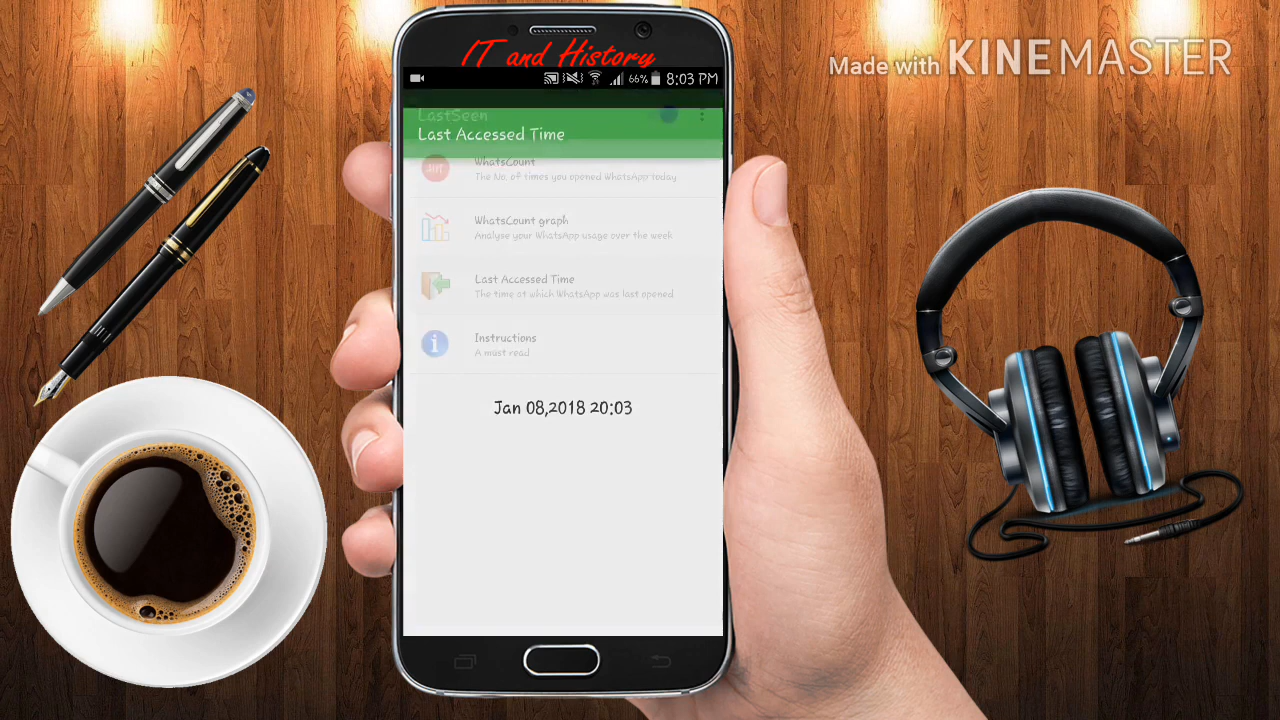 IT and History
Made with KINEMASTER
66% 8:03 PM
LastSeen
Last Accessed Time
WhatsCount
The No. of times you opened WhatsApp today
WhatsCount graph
Analyse your WhatsApp usage over the week
Last Accessed Time
The time at which WhatsApp was last opened
Instructions
A must read
Jan 08,2018 20:03